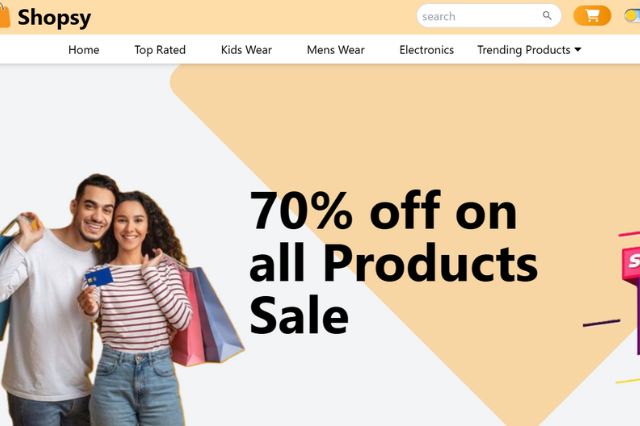 Shopsy
search
Home
Top Rated
Kids Wear
Mens Wear
Electronics
Trending Products
70% off on
all Products
Sale
S